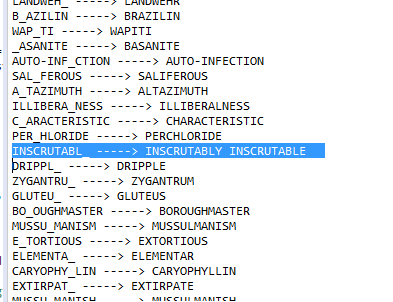 LANDWEH_ -----> LANDWEHR
B_AZILIN -----> BRAZILIN
WAP_TI -----> WAPITI
_ASANITE -----> BASANITE
AUTO-INF_CTION -----> AUTO-INFECTION
SAL_FEROUS -----> SALIFEROUS
A_TAZIMUTH -----> ALTAZIMUTH
ILLIBERA_NESS -----> ILLIBERALNESS
C_ARACTERISTIC -----> CHARACTERISTIC
PER_HLORIDE -----> PERCHLORIDE
INSCRUTABL_ -----> INSCRUTABLY INSCRUTABLE
DRIPPL_ -----> DRIPPLE
ZYGANTRU_ -----> ZYGANTRUM
GLUTEU_ -----> GLUTEUS
BO_OUGHMASTER -----> BOROUGHMASTER
MUSSU_MANISM -----> MUSSULMANISM
E_TORTIOUS -----> EXTORTIOUS
ELEMENTA_ -----> ELEMENTAR
CARYOPHY_LIN -----> CARYOPHYLLIN
EXTIRPAT_ -----> EXTIRPATE
MUSSU_MANISH -----> MUSSULMANISH